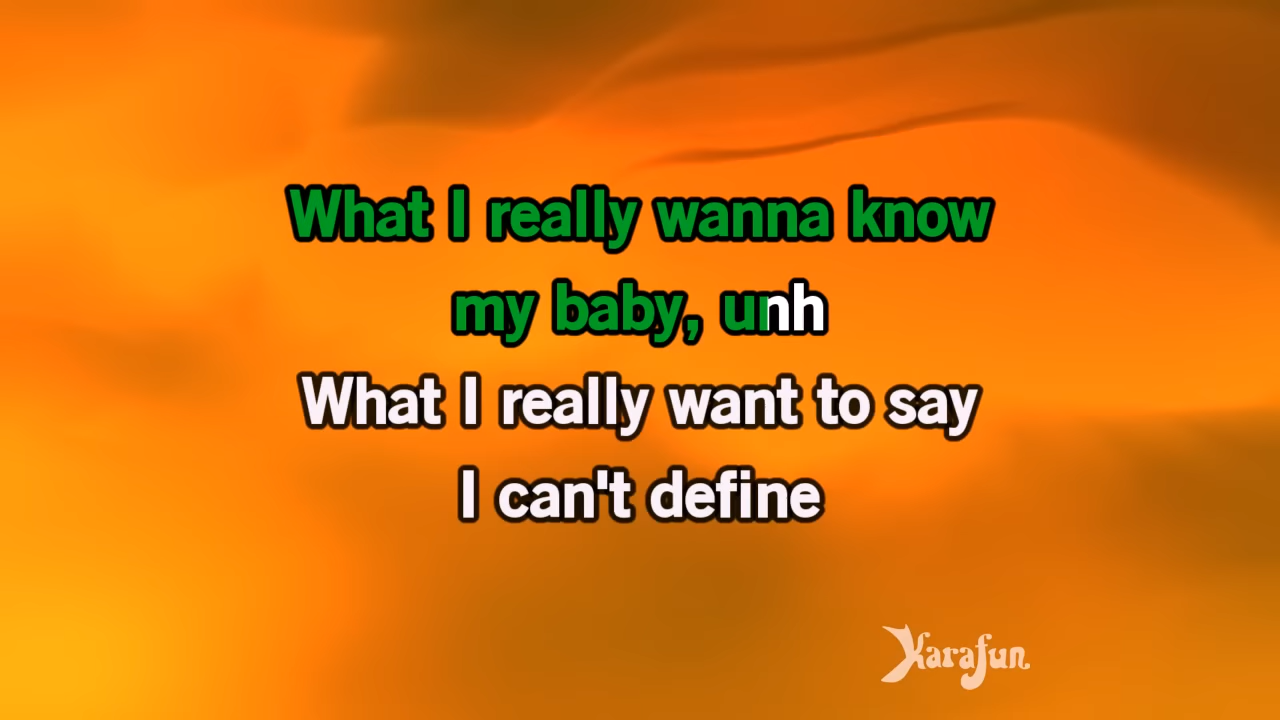 What I really wanna know
my baby, unh
What I really want to say
I can't define
Karafun